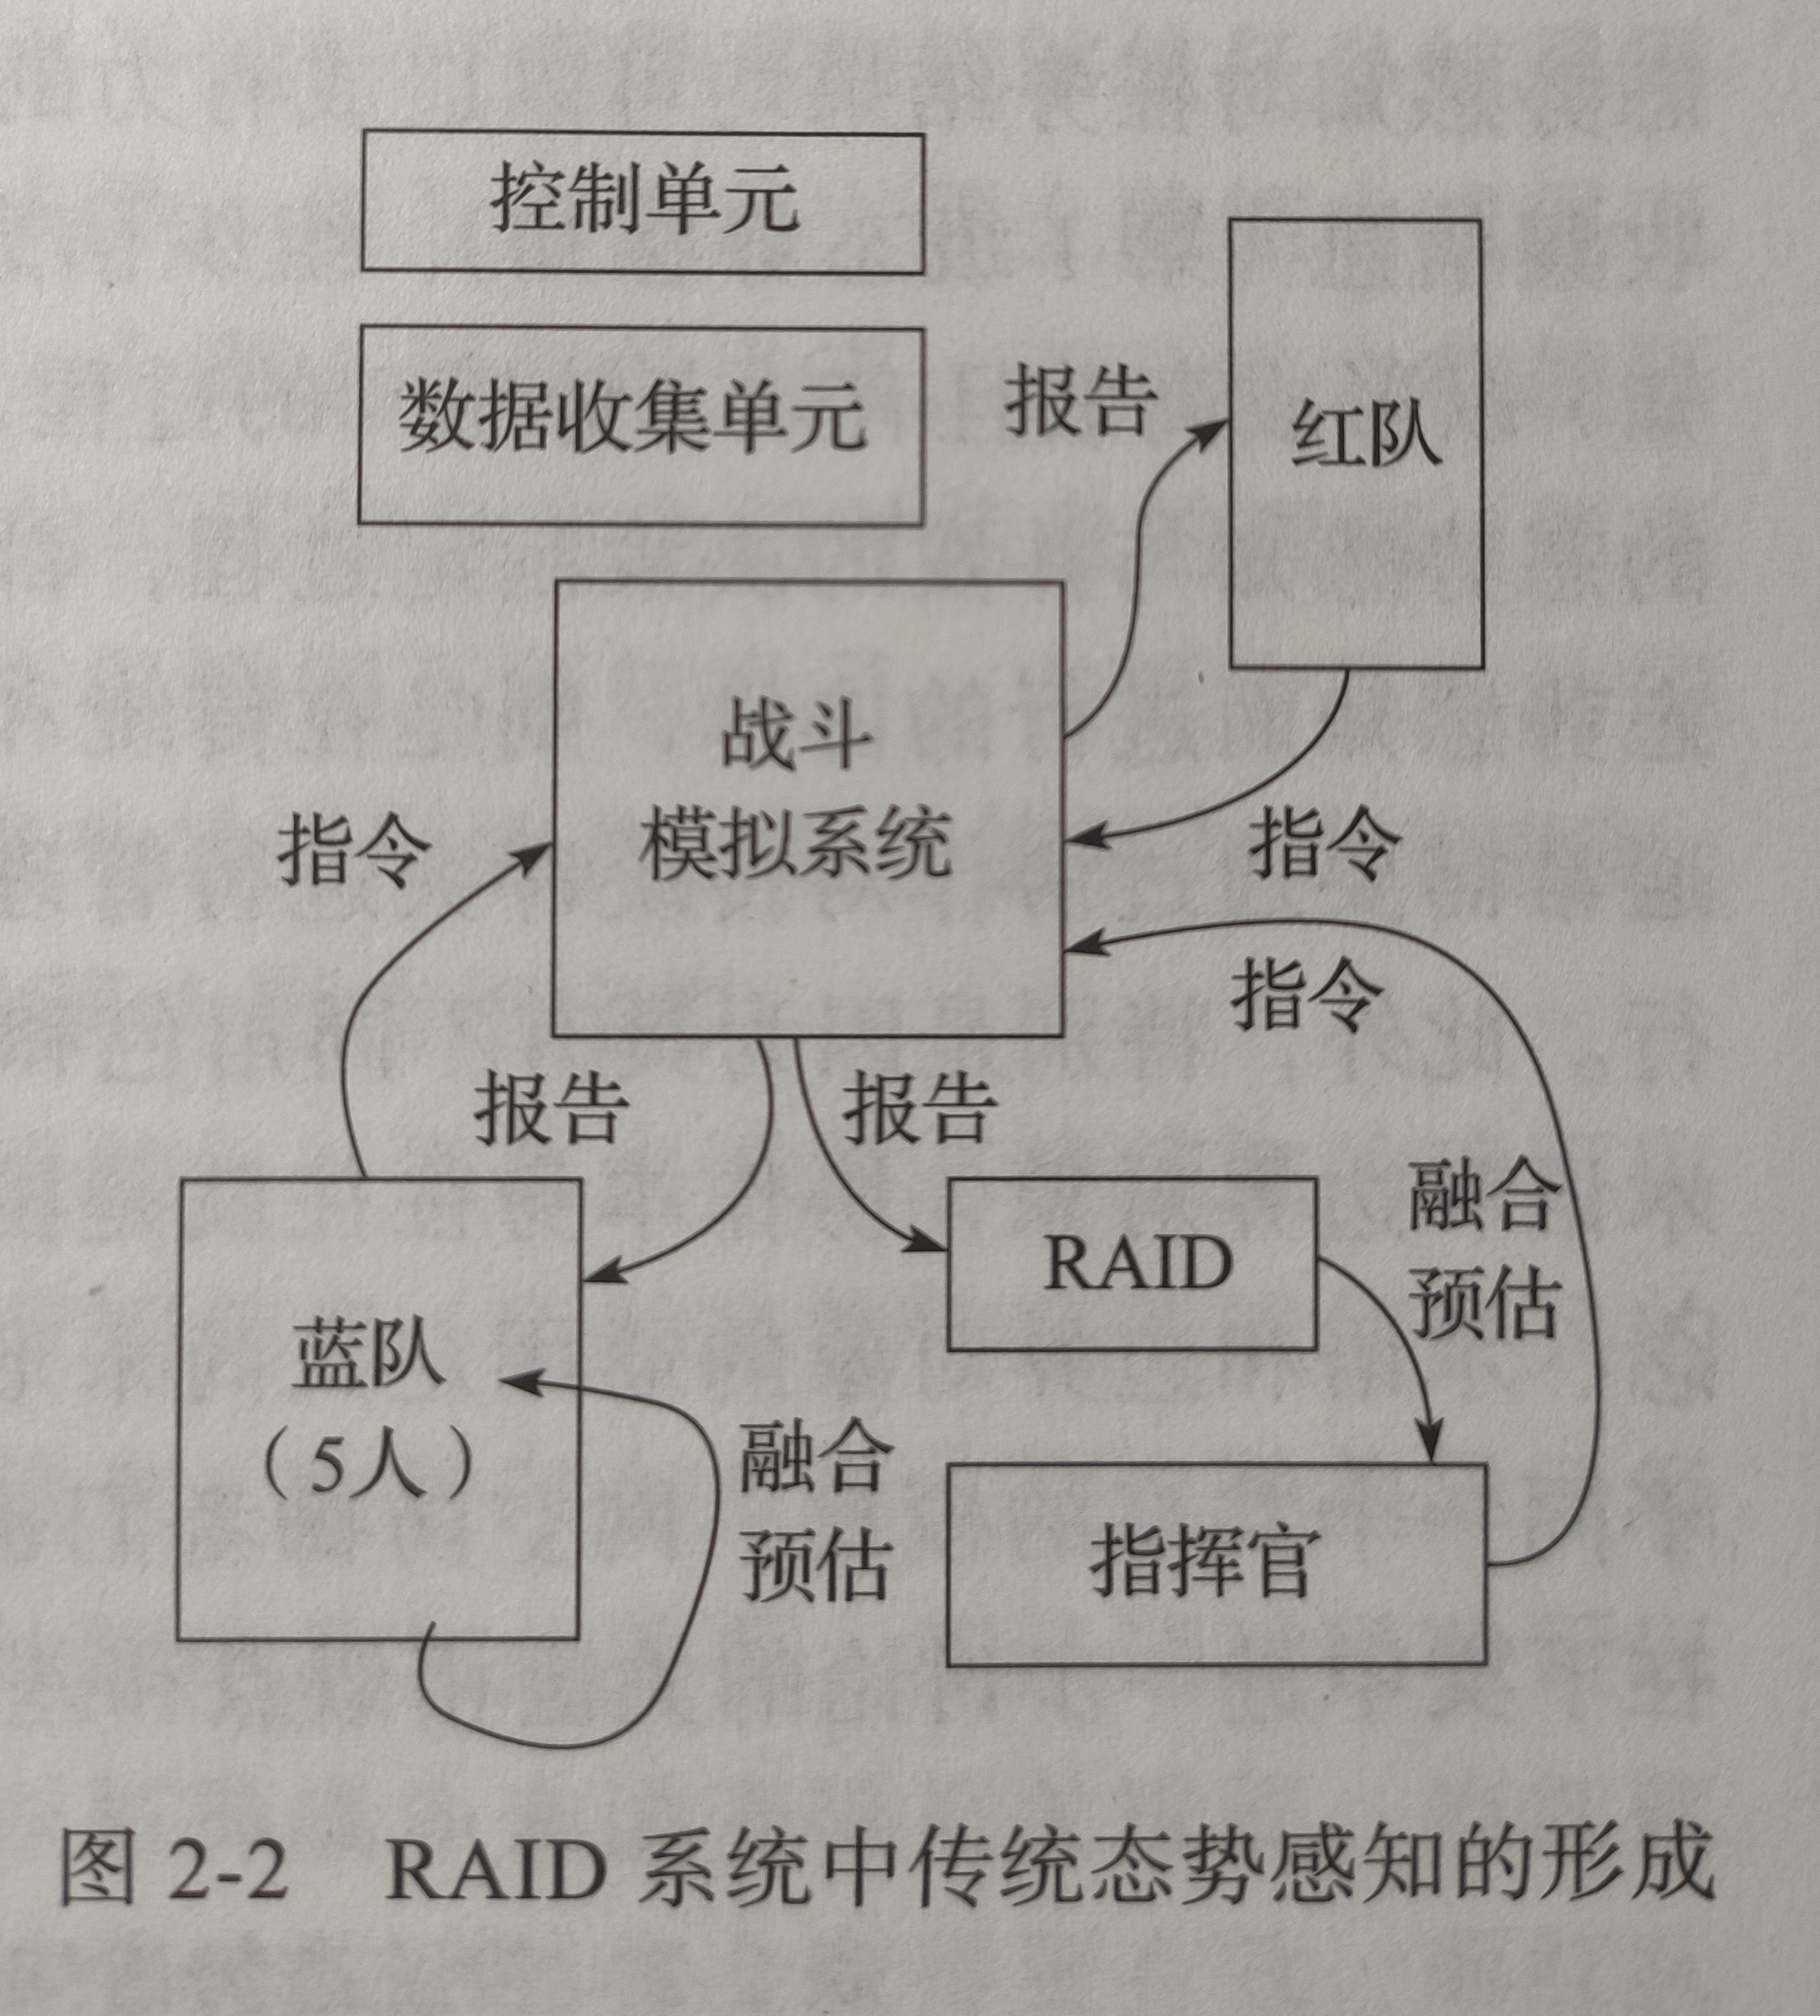 控制单元
数据收集单元
报告
红队
战斗
模拟系统
指令
指令
指令
报告
报告
融合
预估
RAID
蓝队
（5人）
融合
预估
指挥官
图 2-2 RAID 系统中传统态势感知的形成